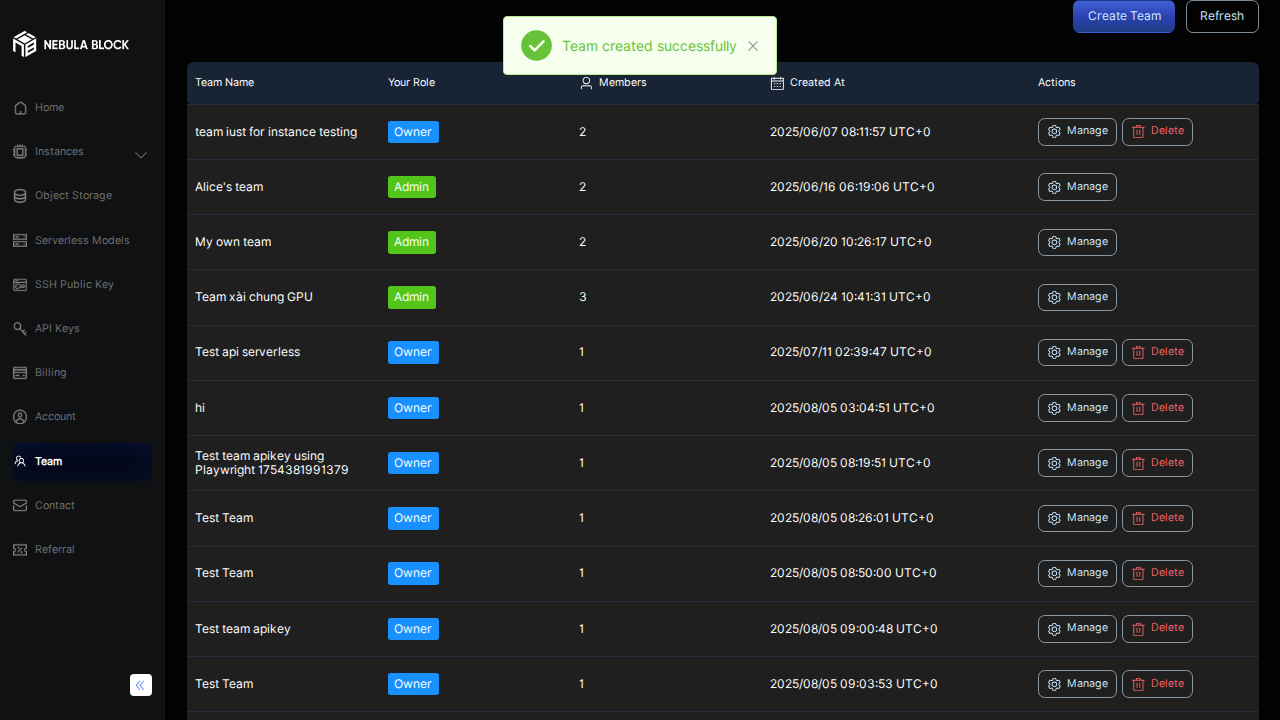 Create Team
Refresh
Team created successfully
NEBULA BLOCK
Home
Instances
Object Storage
Serverless Models
SSH Public Key
API Keys
Billing
Account
Team
Contact
Referral
Team Name Your Role Members Created At Actions
team iust for instance testing Owner 2 2025/06/07 08:11:57 UTC+0 Manage Delete
Alice's team Admin 2 2025/06/16 06:19:06 UTC+0 Manage
My own team Admin 2 2025/06/20 10:26:17 UTC+0 Manage
Team xài chung GPU Admin 3 2025/06/24 10:41:31 UTC+0 Manage
Test api serverless Owner 1 2025/07/11 02:39:47 UTC+0 Manage Delete
hi Owner 1 2025/08/05 03:04:51 UTC+0 Manage Delete
Test team apikey using
Playwright 1754381991379 Owner 1 2025/08/05 08:19:51 UTC+0 Manage Delete
Test Team Owner 1 2025/08/05 08:26:01 UTC+0 Manage Delete
Test Team Owner 1 2025/08/05 08:50:00 UTC+0 Manage Delete
Test team apikey Owner 1 2025/08/05 09:00:48 UTC+0 Manage Delete
Test Team Owner 1 2025/08/05 09:03:53 UTC+0 Manage Delete